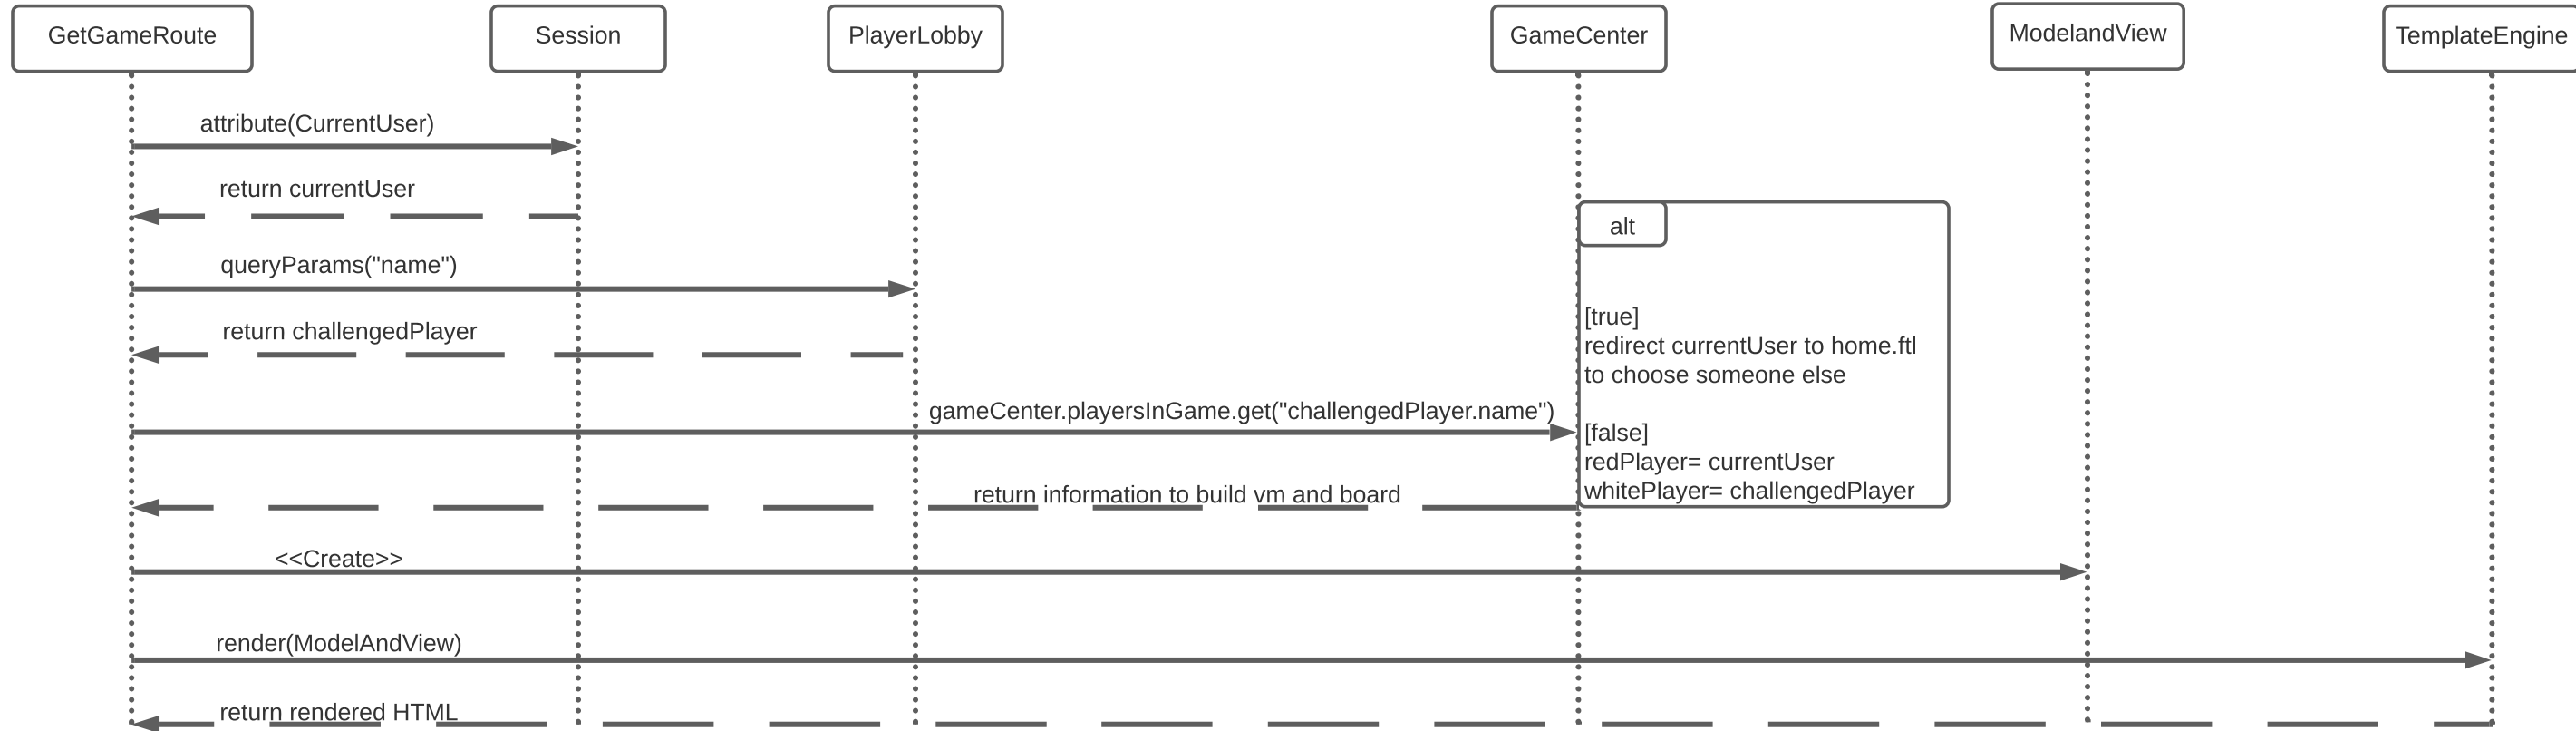 GetGameRoute
Session
PlayerLobby
GameCenter
ModelandView
TemplateEngine
attribute(CurrentUser)
return currentUser
alt
queryParams("name")
[true]
return challengedPlayer
redirect currentUser to home.ftl
to choose someone else
gameCenter.playersInGame.get("challengedPlayer.name")
[false]
redPlayer= currentUser
whitePlayer= challengedPlayer
return information to build vm and board
<<Create>>
render(ModelAndView)
return rendered HTML